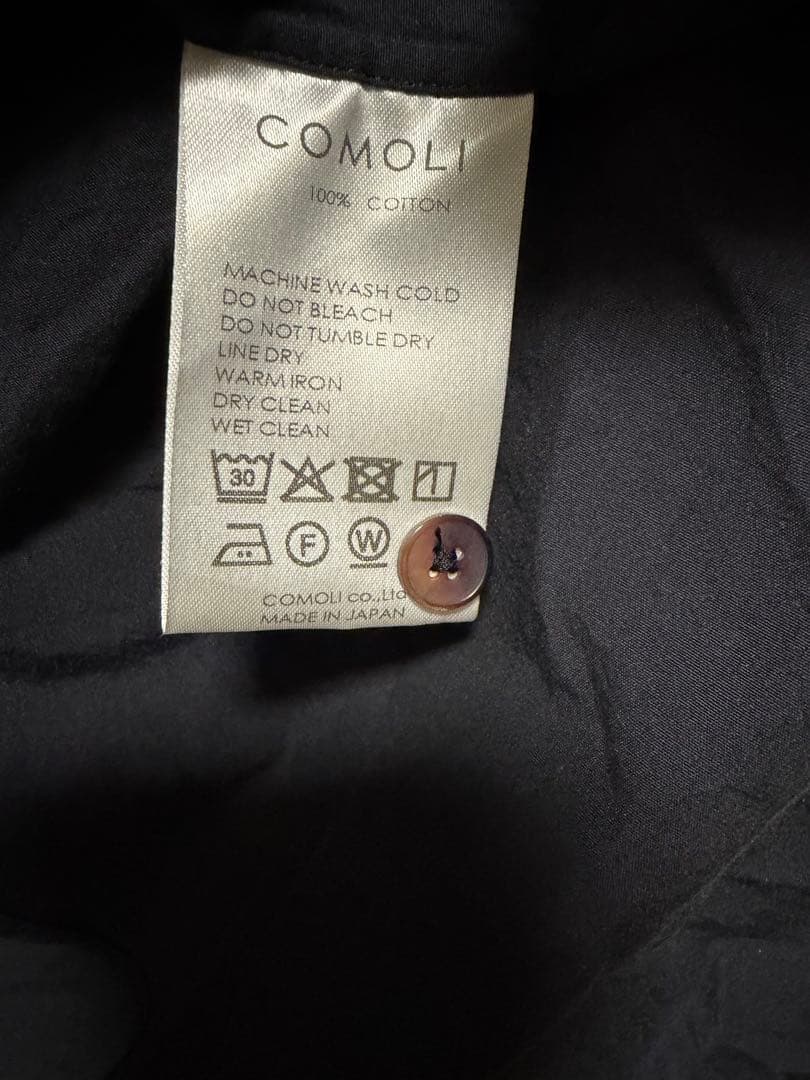 COMOLI
100% COTTON
MACHINE WASH COLD
DO NOT BLEACH
DO NOT TUMBLE DRY
LINE DRY
WARM IRON
DRY CLEAN
WET CLEAN
30
F W
COMOLI co.,Ltd
MADE IN JAPAN